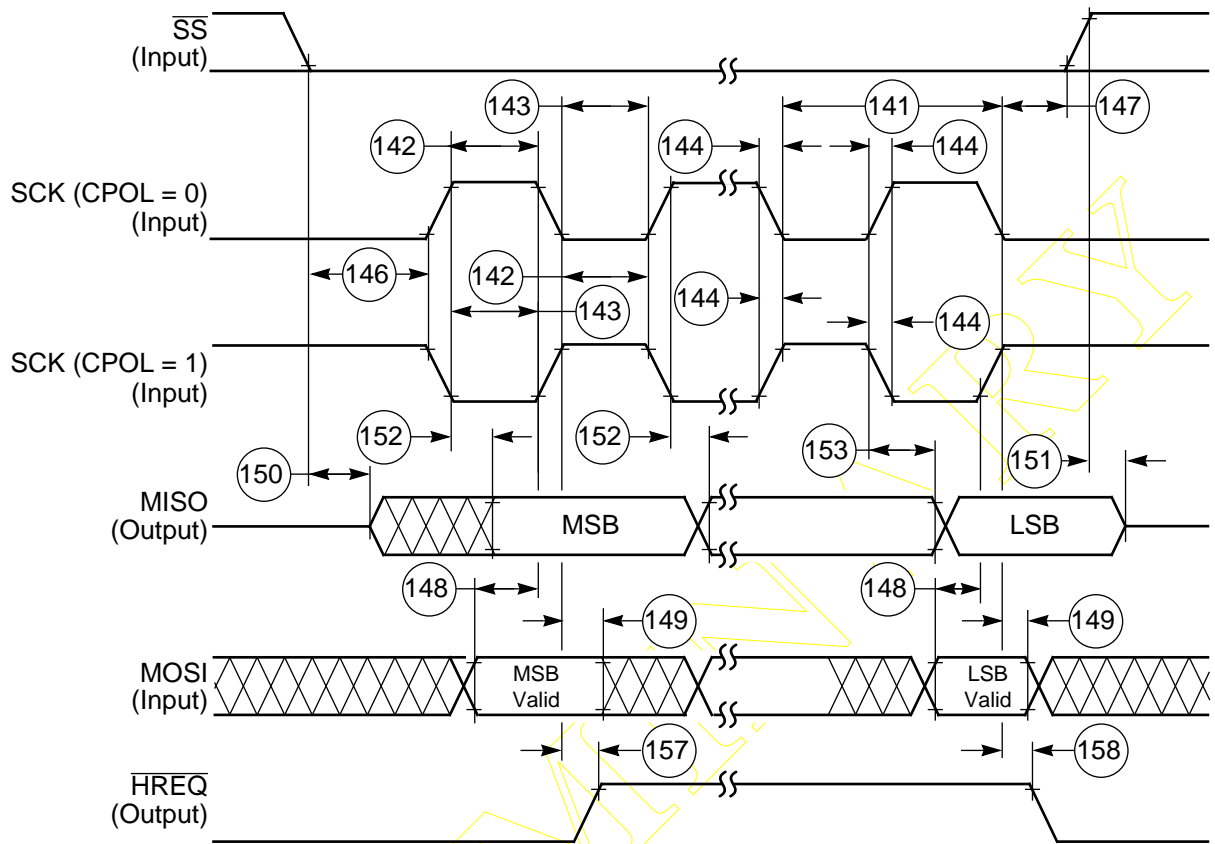 SS
(Input)
143
141
147
142
144
144
SCK (CPOL = 0)
(Input)
146
142
144
143
144
SCK (CPOL = 1)
(Input)
152
152
153
150
151
MISO
(Output)
MSB
LSB
148
148
149
149
MOSI
(Input)
MSB
Valid
LSB
Valid
157
158
HREQ
(Output)